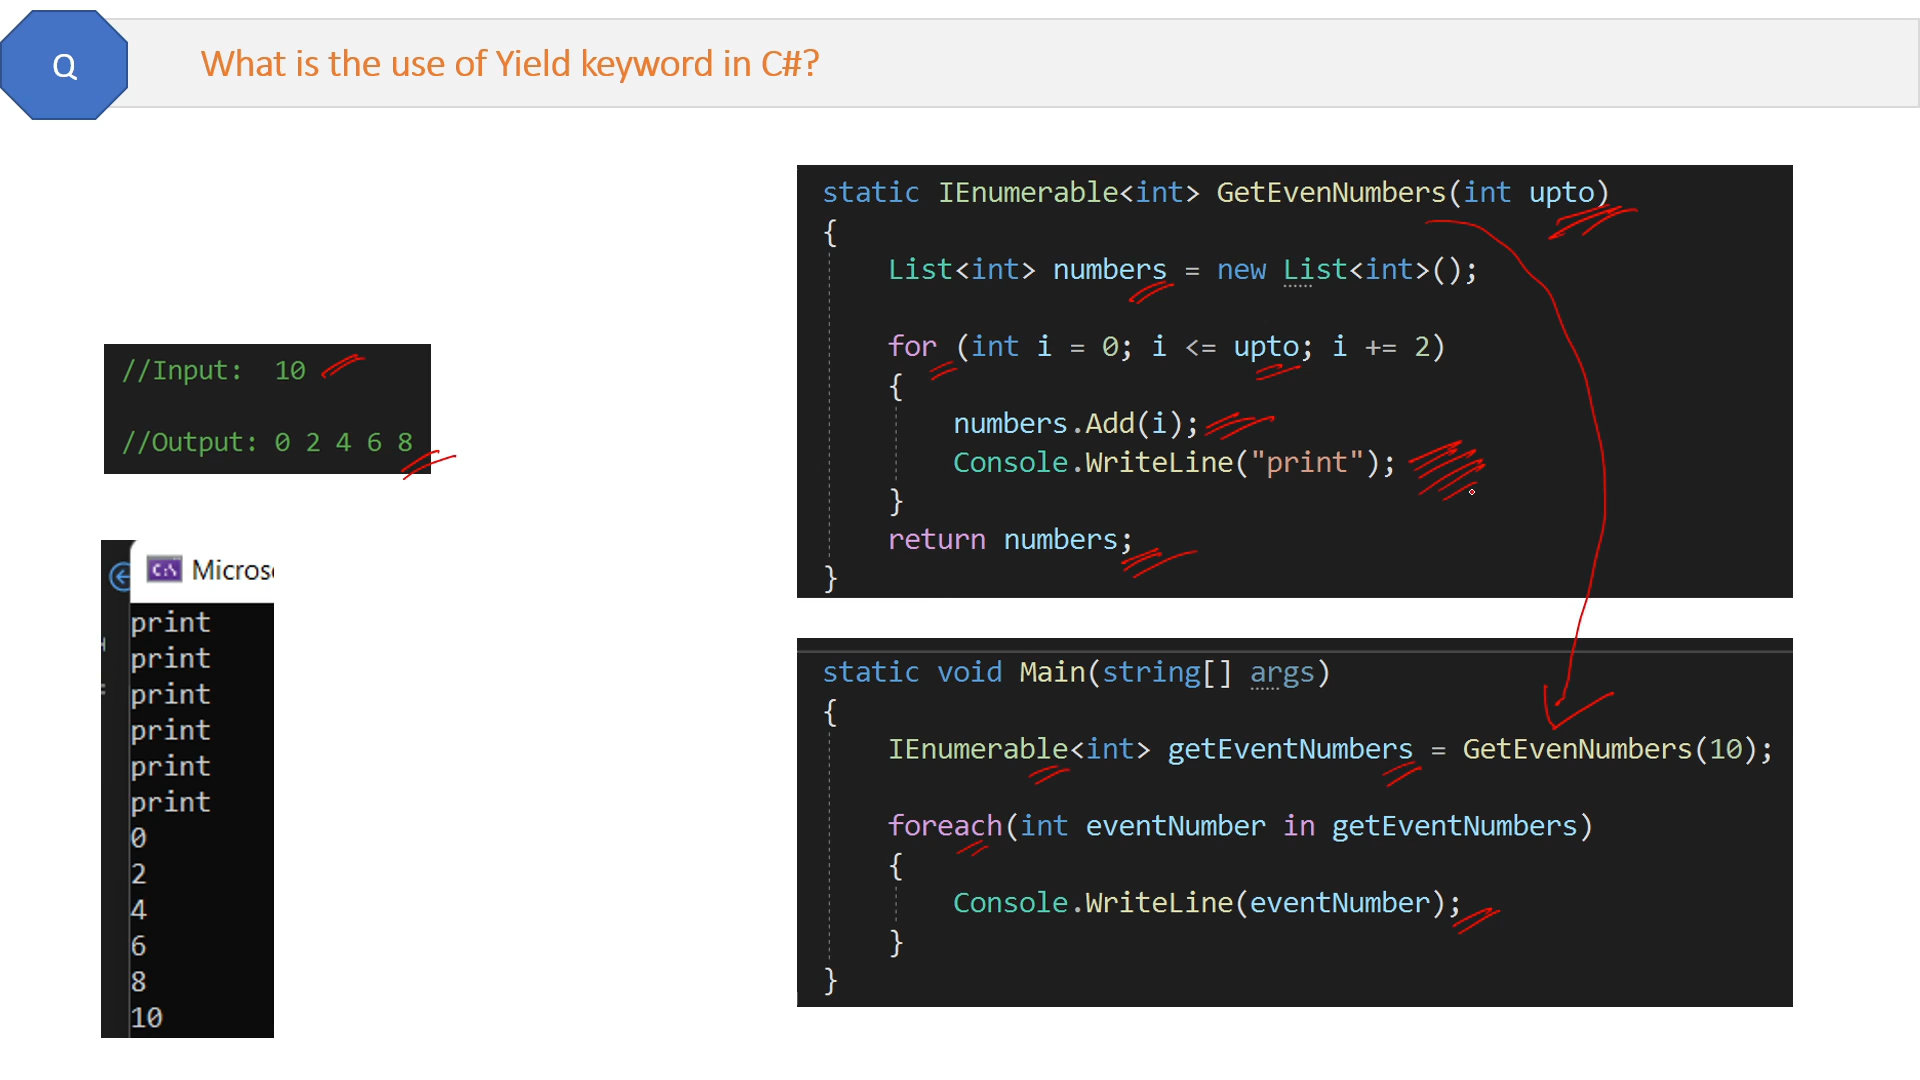 Q
What is the use of Yield keyword in C#?
//Input:  10
//Output: 0 2 4 6 8
Micros
print
print
print
print
print
print
0
2
4
6
8
10
static IEnumerable<int> GetEvenNumbers(int upto)
{
List<int> numbers = new List<int>();
for (int i = 0; i <= upto; i += 2)
{
numbers.Add(i);
Console.WriteLine("print");
}
return numbers;
}
static void Main(string[] args)
{
IEnumerable<int> getEventNumbers = GetEvenNumbers(10);
foreach(int eventNumber in getEventNumbers)
{
Console.WriteLine(eventNumber);
}
}